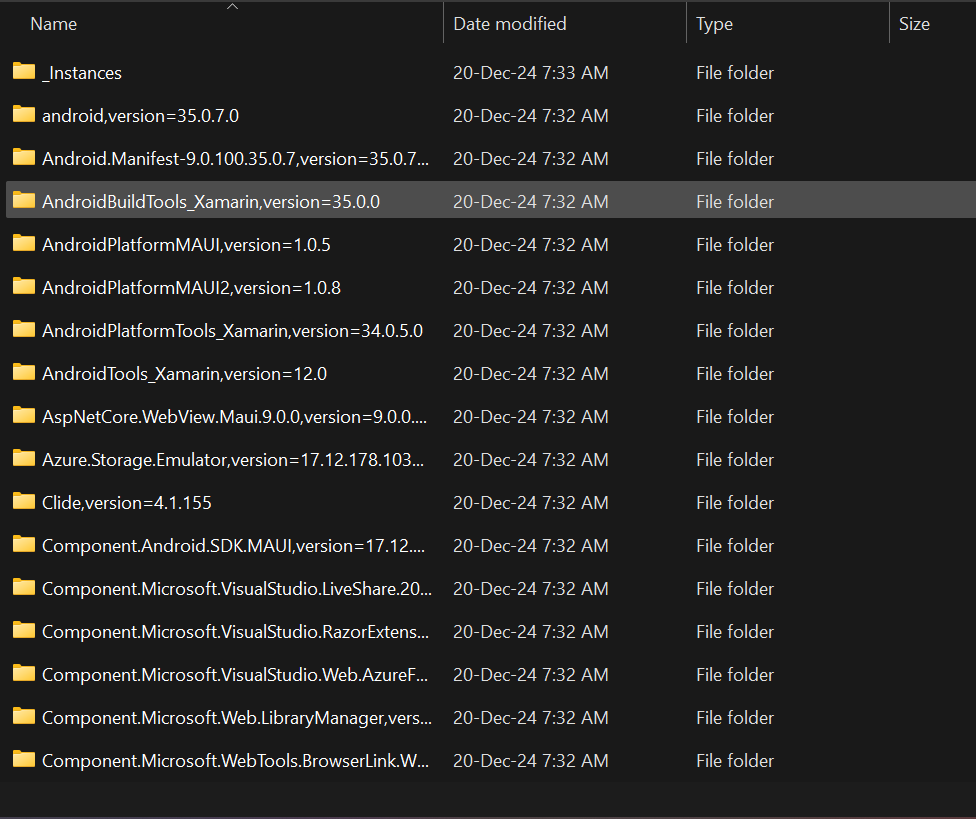 Name Date modified Type Size
_Instances 20-Dec-24 7:33 AM File folder
android,version=35.0.7.0 20-Dec-24 7:32 AM File folder
Android.Manifest-9.0.100.35.0.7,version=35.0.7... 20-Dec-24 7:32 AM File folder
AndroidBuildTools_Xamarin,version=35.0.0 20-Dec-24 7:32 AM File folder
AndroidPlatformMAUI,version=1.0.5 20-Dec-24 7:32 AM File folder
AndroidPlatformMAUI2,version=1.0.8 20-Dec-24 7:32 AM File folder
AndroidPlatformTools_Xamarin,version=34.0.5.0 20-Dec-24 7:32 AM File folder
AndroidTools_Xamarin,version=12.0 20-Dec-24 7:32 AM File folder
AspNetCore.WebView.Maui.9.0.0,version=9.0.0.... 20-Dec-24 7:32 AM File folder
Azure.Storage.Emulator,version=17.12.178.103... 20-Dec-24 7:32 AM File folder
Clide,version=4.1.155 20-Dec-24 7:32 AM File folder
Component.Android.SDK.MAUI,version=17.12.... 20-Dec-24 7:32 AM File folder
Component.Microsoft.VisualStudio.LiveShare.20... 20-Dec-24 7:32 AM File folder
Component.Microsoft.VisualStudio.RazorExtens... 20-Dec-24 7:32 AM File folder
Component.Microsoft.VisualStudio.Web.AzureF... 20-Dec-24 7:32 AM File folder
Component.Microsoft.Web.LibraryManager,vers... 20-Dec-24 7:32 AM File folder
Component.Microsoft.WebTools.BrowserLink.W... 20-Dec-24 7:32 AM File folder